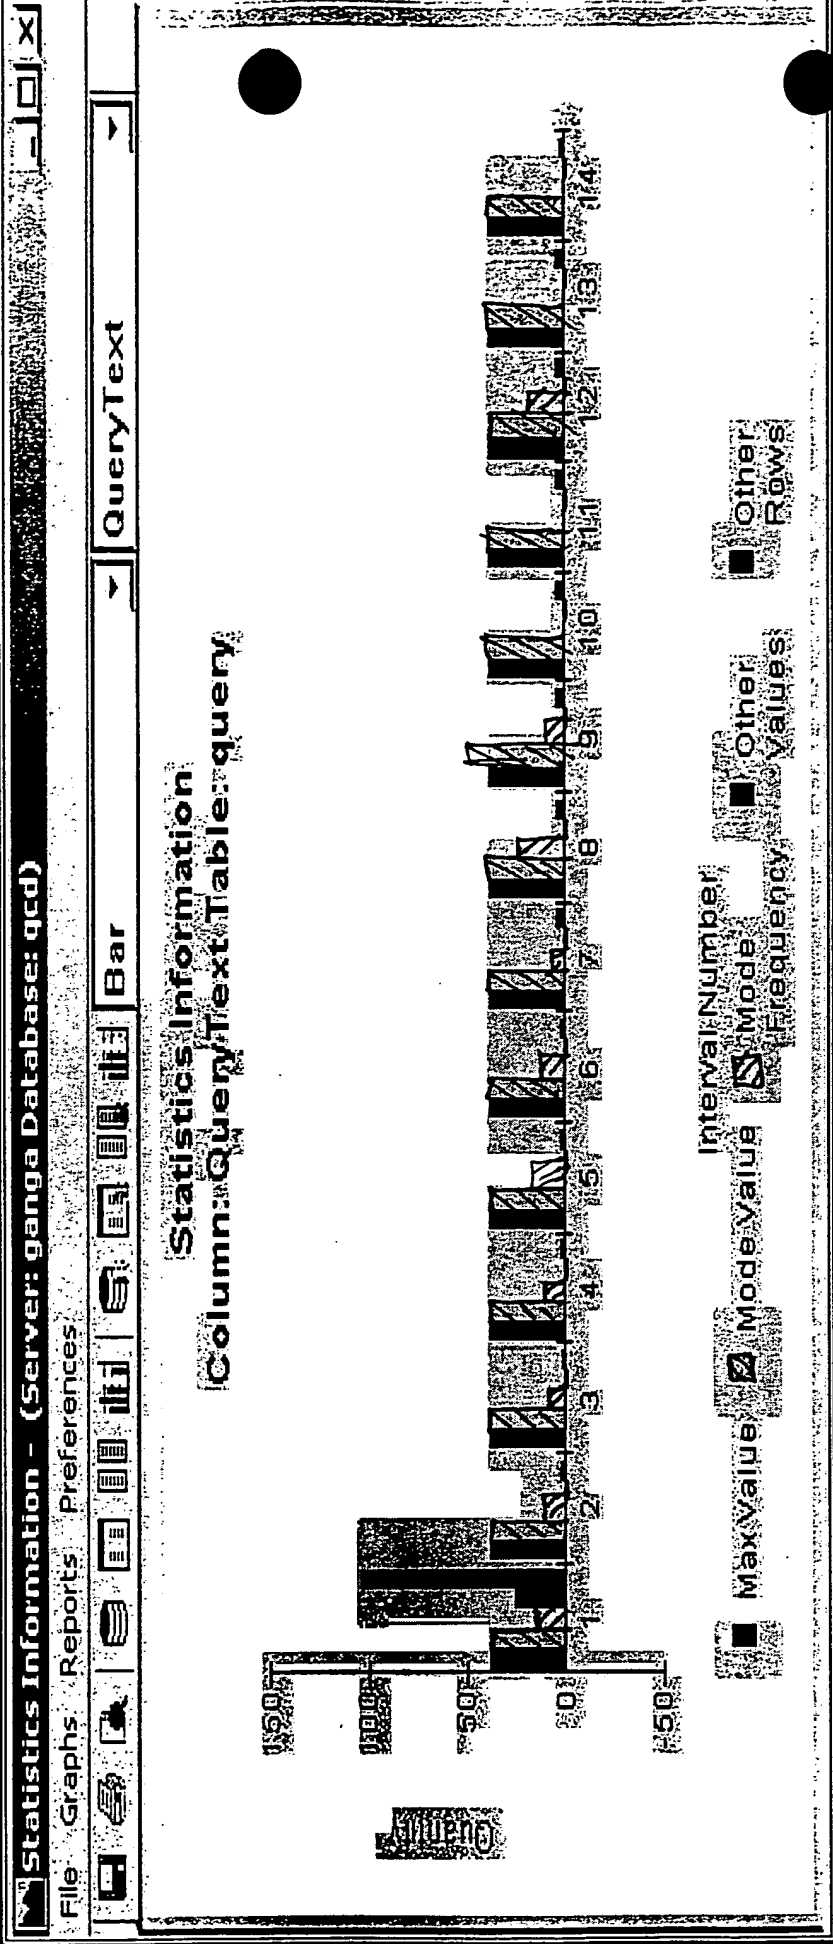 Statistics Information - (Server: ganga Database: qcd)
File Graphs Reports Preferences
Bar QueryText
Statistics Information
Column:QueryText Table:query
Quantity
150
100
50
0
-50
1 2 3 4 5 6 7 8 9 10 11 12 13 14
Interval Number
Max Value Mode Value Mode Frequency Other Values Other Rows